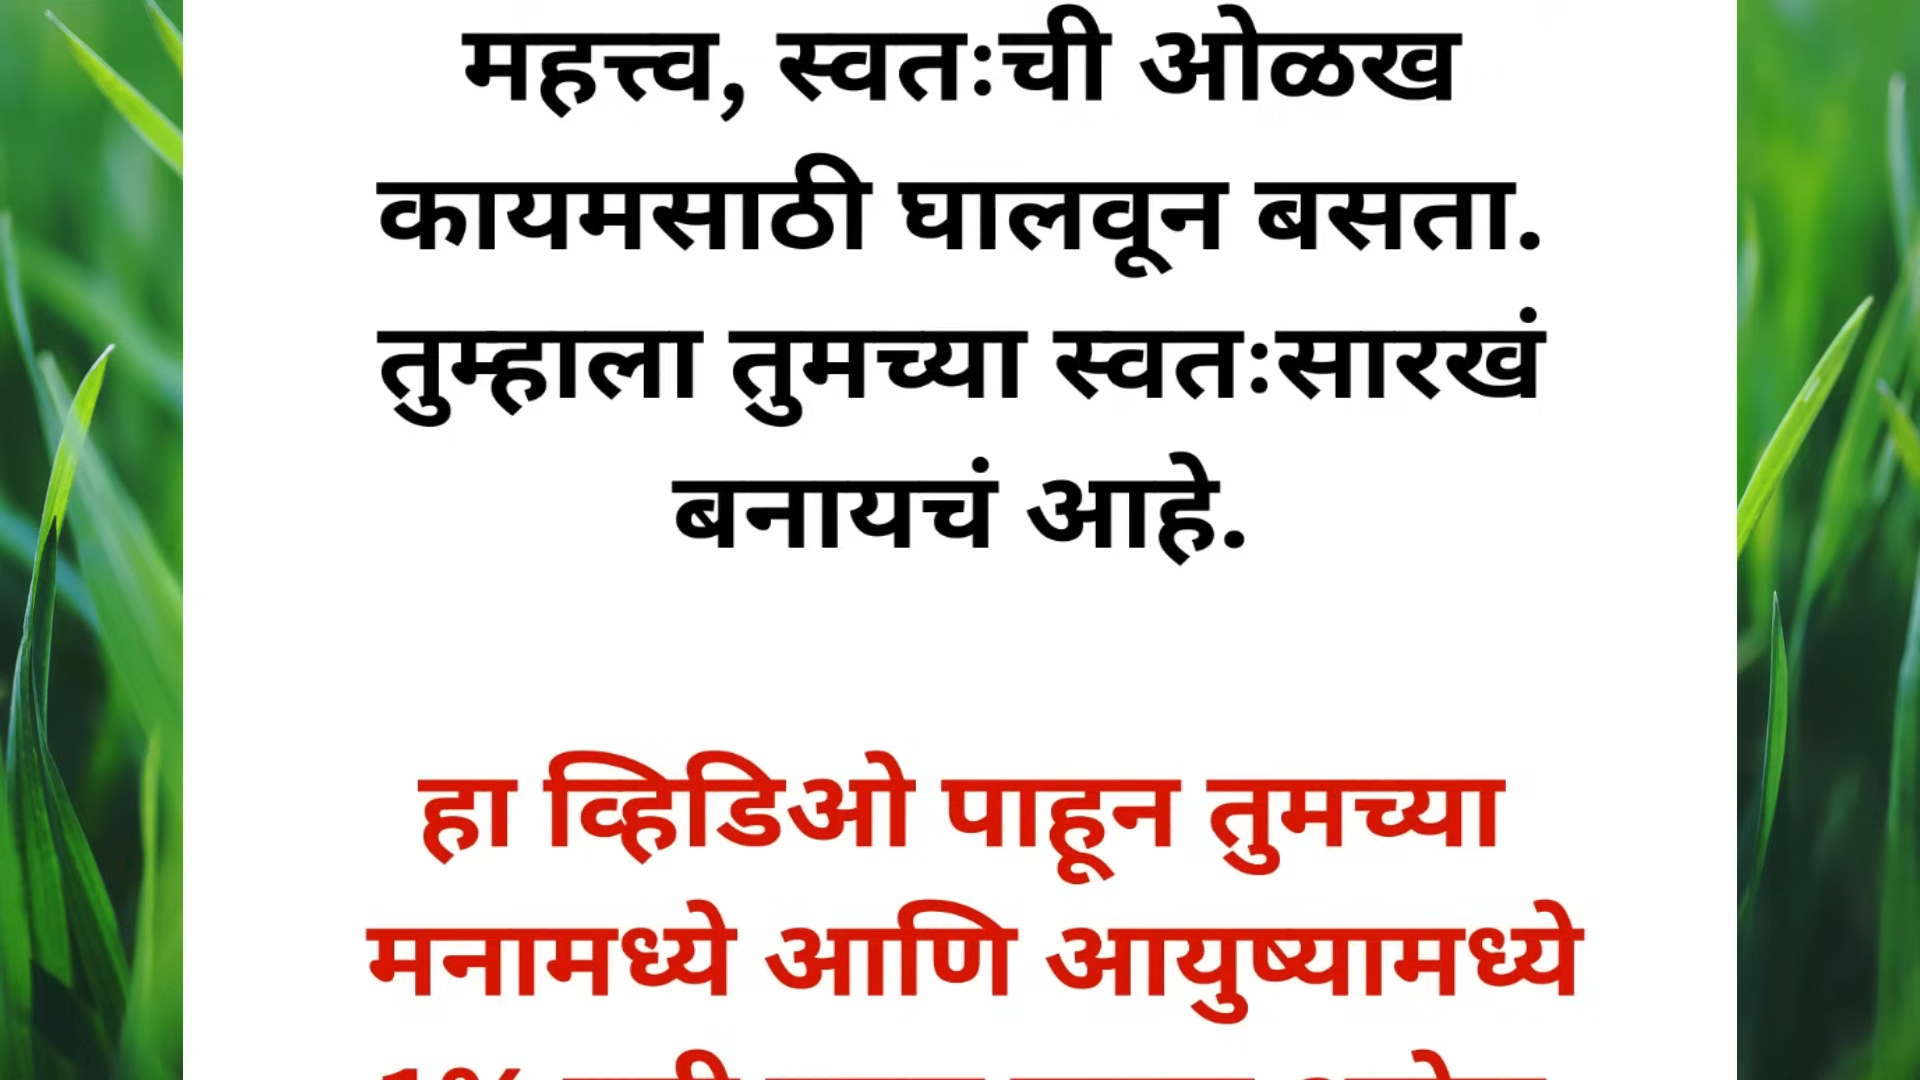 महत्त्व, स्वतःची ओळख
कायमसाठी घालवून बसता.
तुम्हाला तुमच्या स्वतःसारखं
बनायचं आहे.
हा व्हिडिओ पाहून तुमच्या
मनामध्ये आणि आयुष्यामध्ये